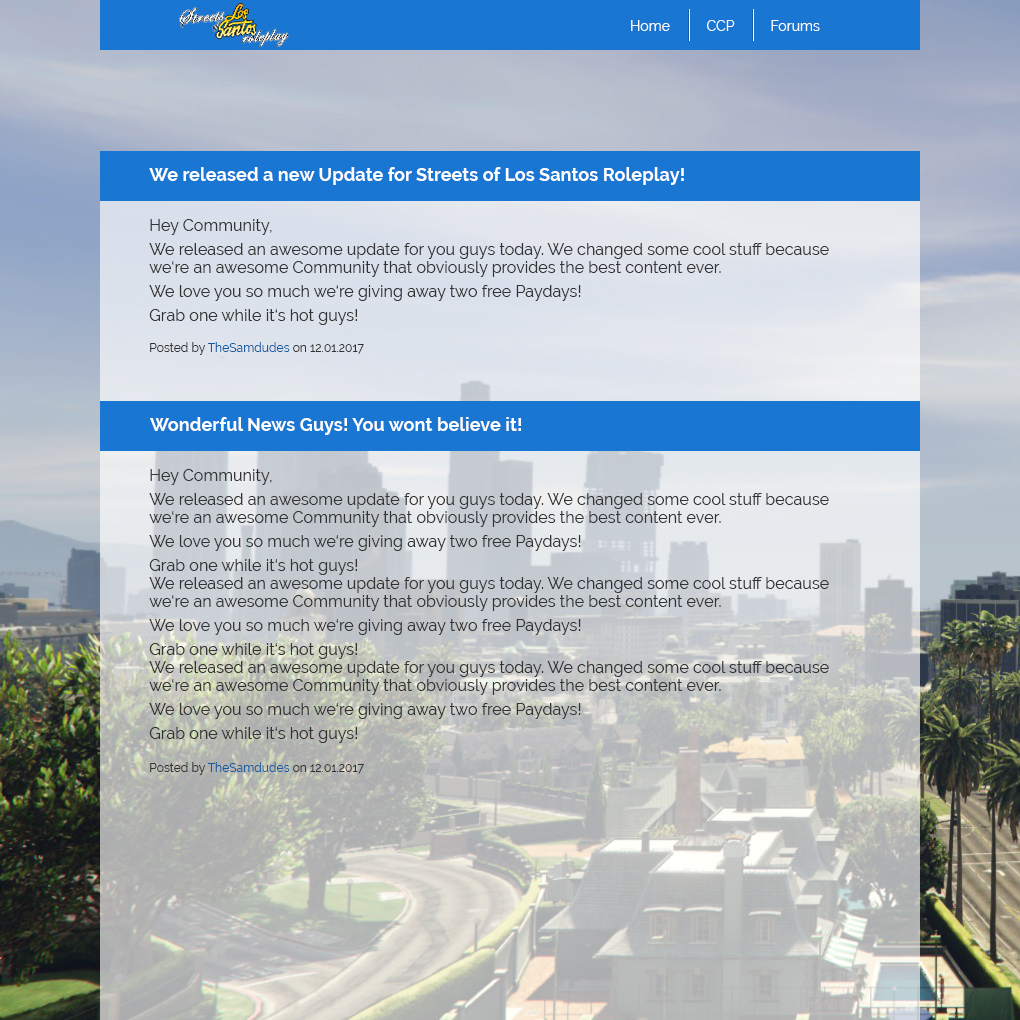 Streets Los
Santos
roleplay
Home
CCP
Forums
We released a new Update for Streets of Los Santos Roleplay!
Hey Community,
We released an awesome update for you guys today. We changed some cool stuff because
we're an awesome Community that obviously provides the best content ever.
We love you so much we're giving away two free Paydays!
Grab one while it's hot guys!
Posted by TheSamdudes on 12.01.2017
Wonderful News Guys! You wont believe it!
Hey Community,
We released an awesome update for you guys today. We changed some cool stuff because
we're an awesome Community that obviously provides the best content ever.
We love you so much we're giving away two free Paydays!
Grab one while it's hot guys!
We released an awesome update for you guys today. We changed some cool stuff because
we're an awesome Community that obviously provides the best content ever.
We love you so much we're giving away two free Paydays!
Grab one while it's hot guys!
We released an awesome update for you guys today. We changed some cool stuff because
we're an awesome Community that obviously provides the best content ever.
We love you so much we're giving away two free Paydays!
Grab one while it's hot guys!
Posted by TheSamdudes on 12.01.2017